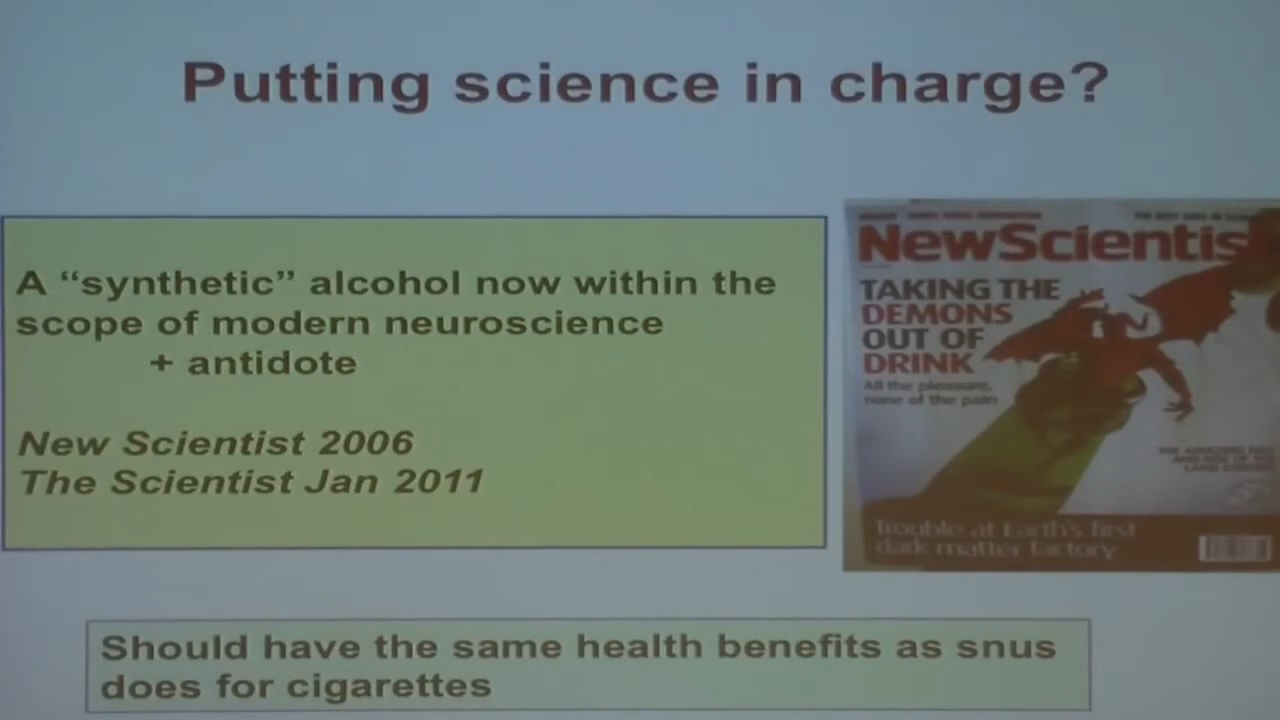 Putting science in charge?
A “synthetic” alcohol now within the
scope of modern neuroscience
+ antidote
New Scientist 2006
The Scientist Jan 2011
NewScientis
TAKING THE
DEMONS
OUT OF
DRINK
All the pleasure,
none of the pain
Trouble at Earth's first
dark matter factory
Should have the same health benefits as snus
does for cigarettes